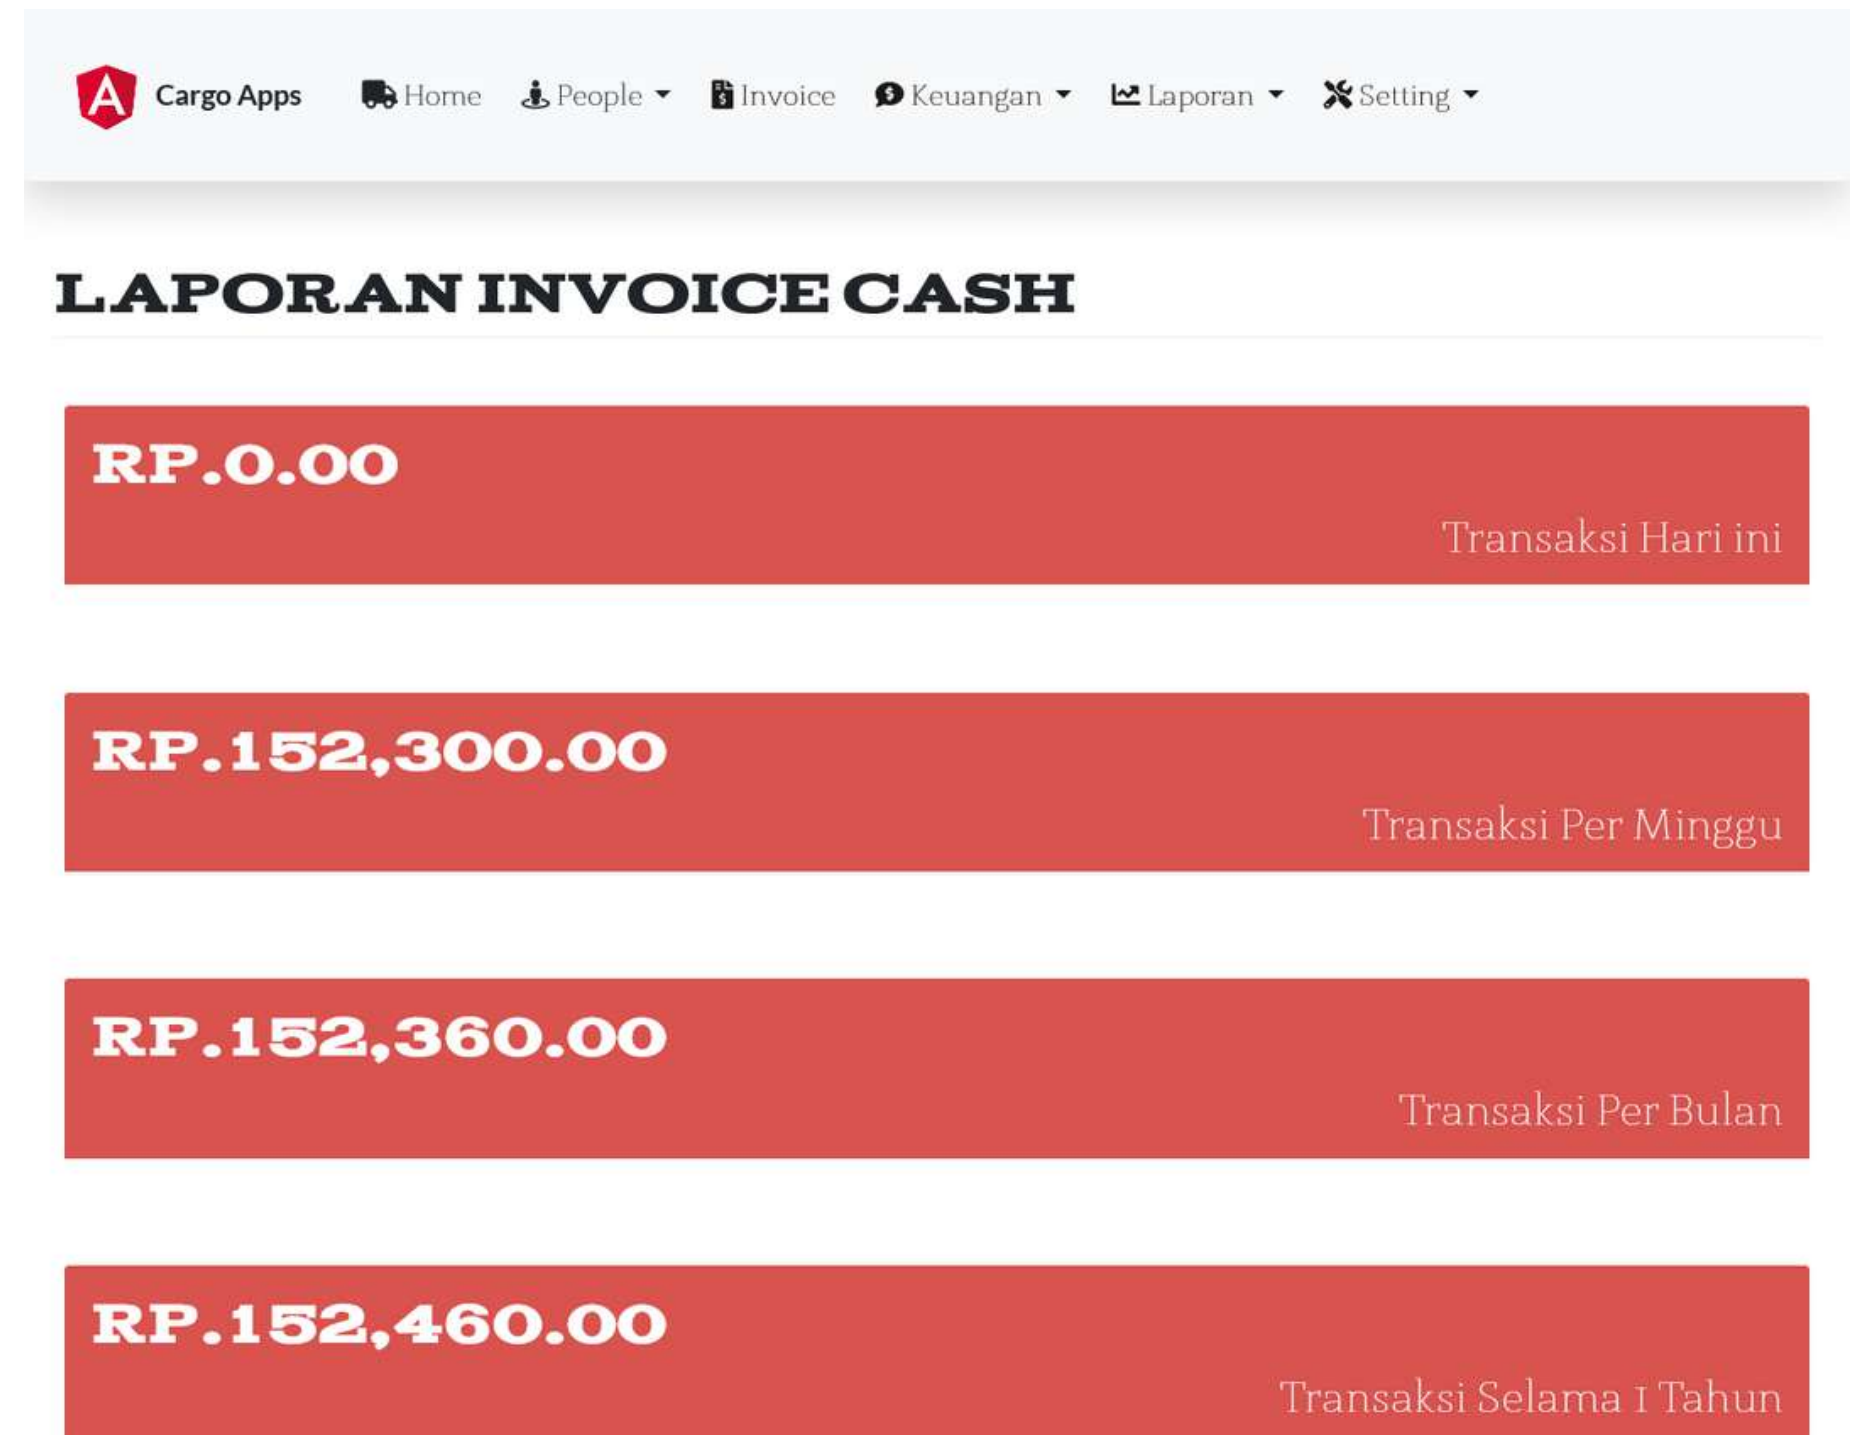 Cargo Apps Home People Invoice Keuangan Laporan Setting
LAPORAN INVOICE CASH
RP.0.00
Transaksi Hari ini
RP.152,300.00
Transaksi Per Minggu
RP.152,360.00
Transaksi Per Bulan
RP.152,460.00
Transaksi Selama 1 Tahun